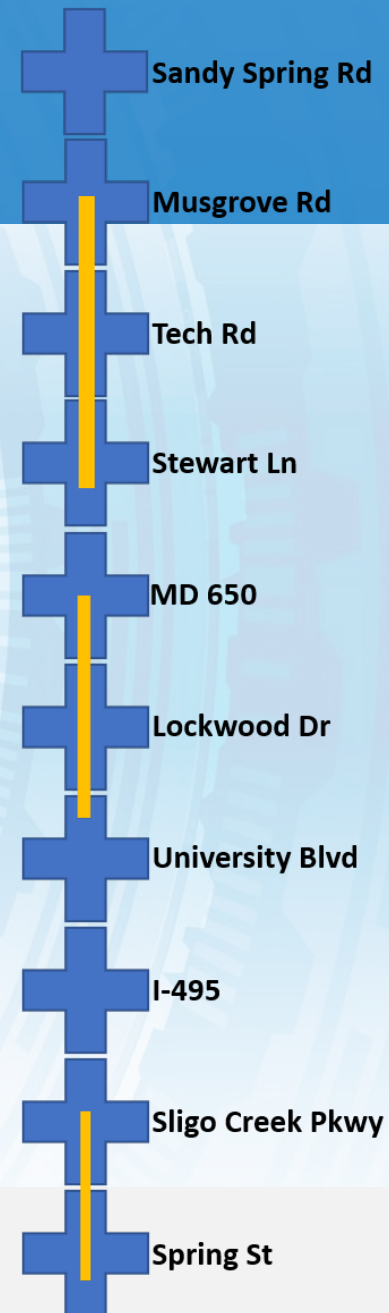 Sandy Spring Rd
Musgrove Rd
Tech Rd
Stewart Ln
MD 650
Lockwood Dr
University Blvd
I-495
Sligo Creek Pkwy
Spring St